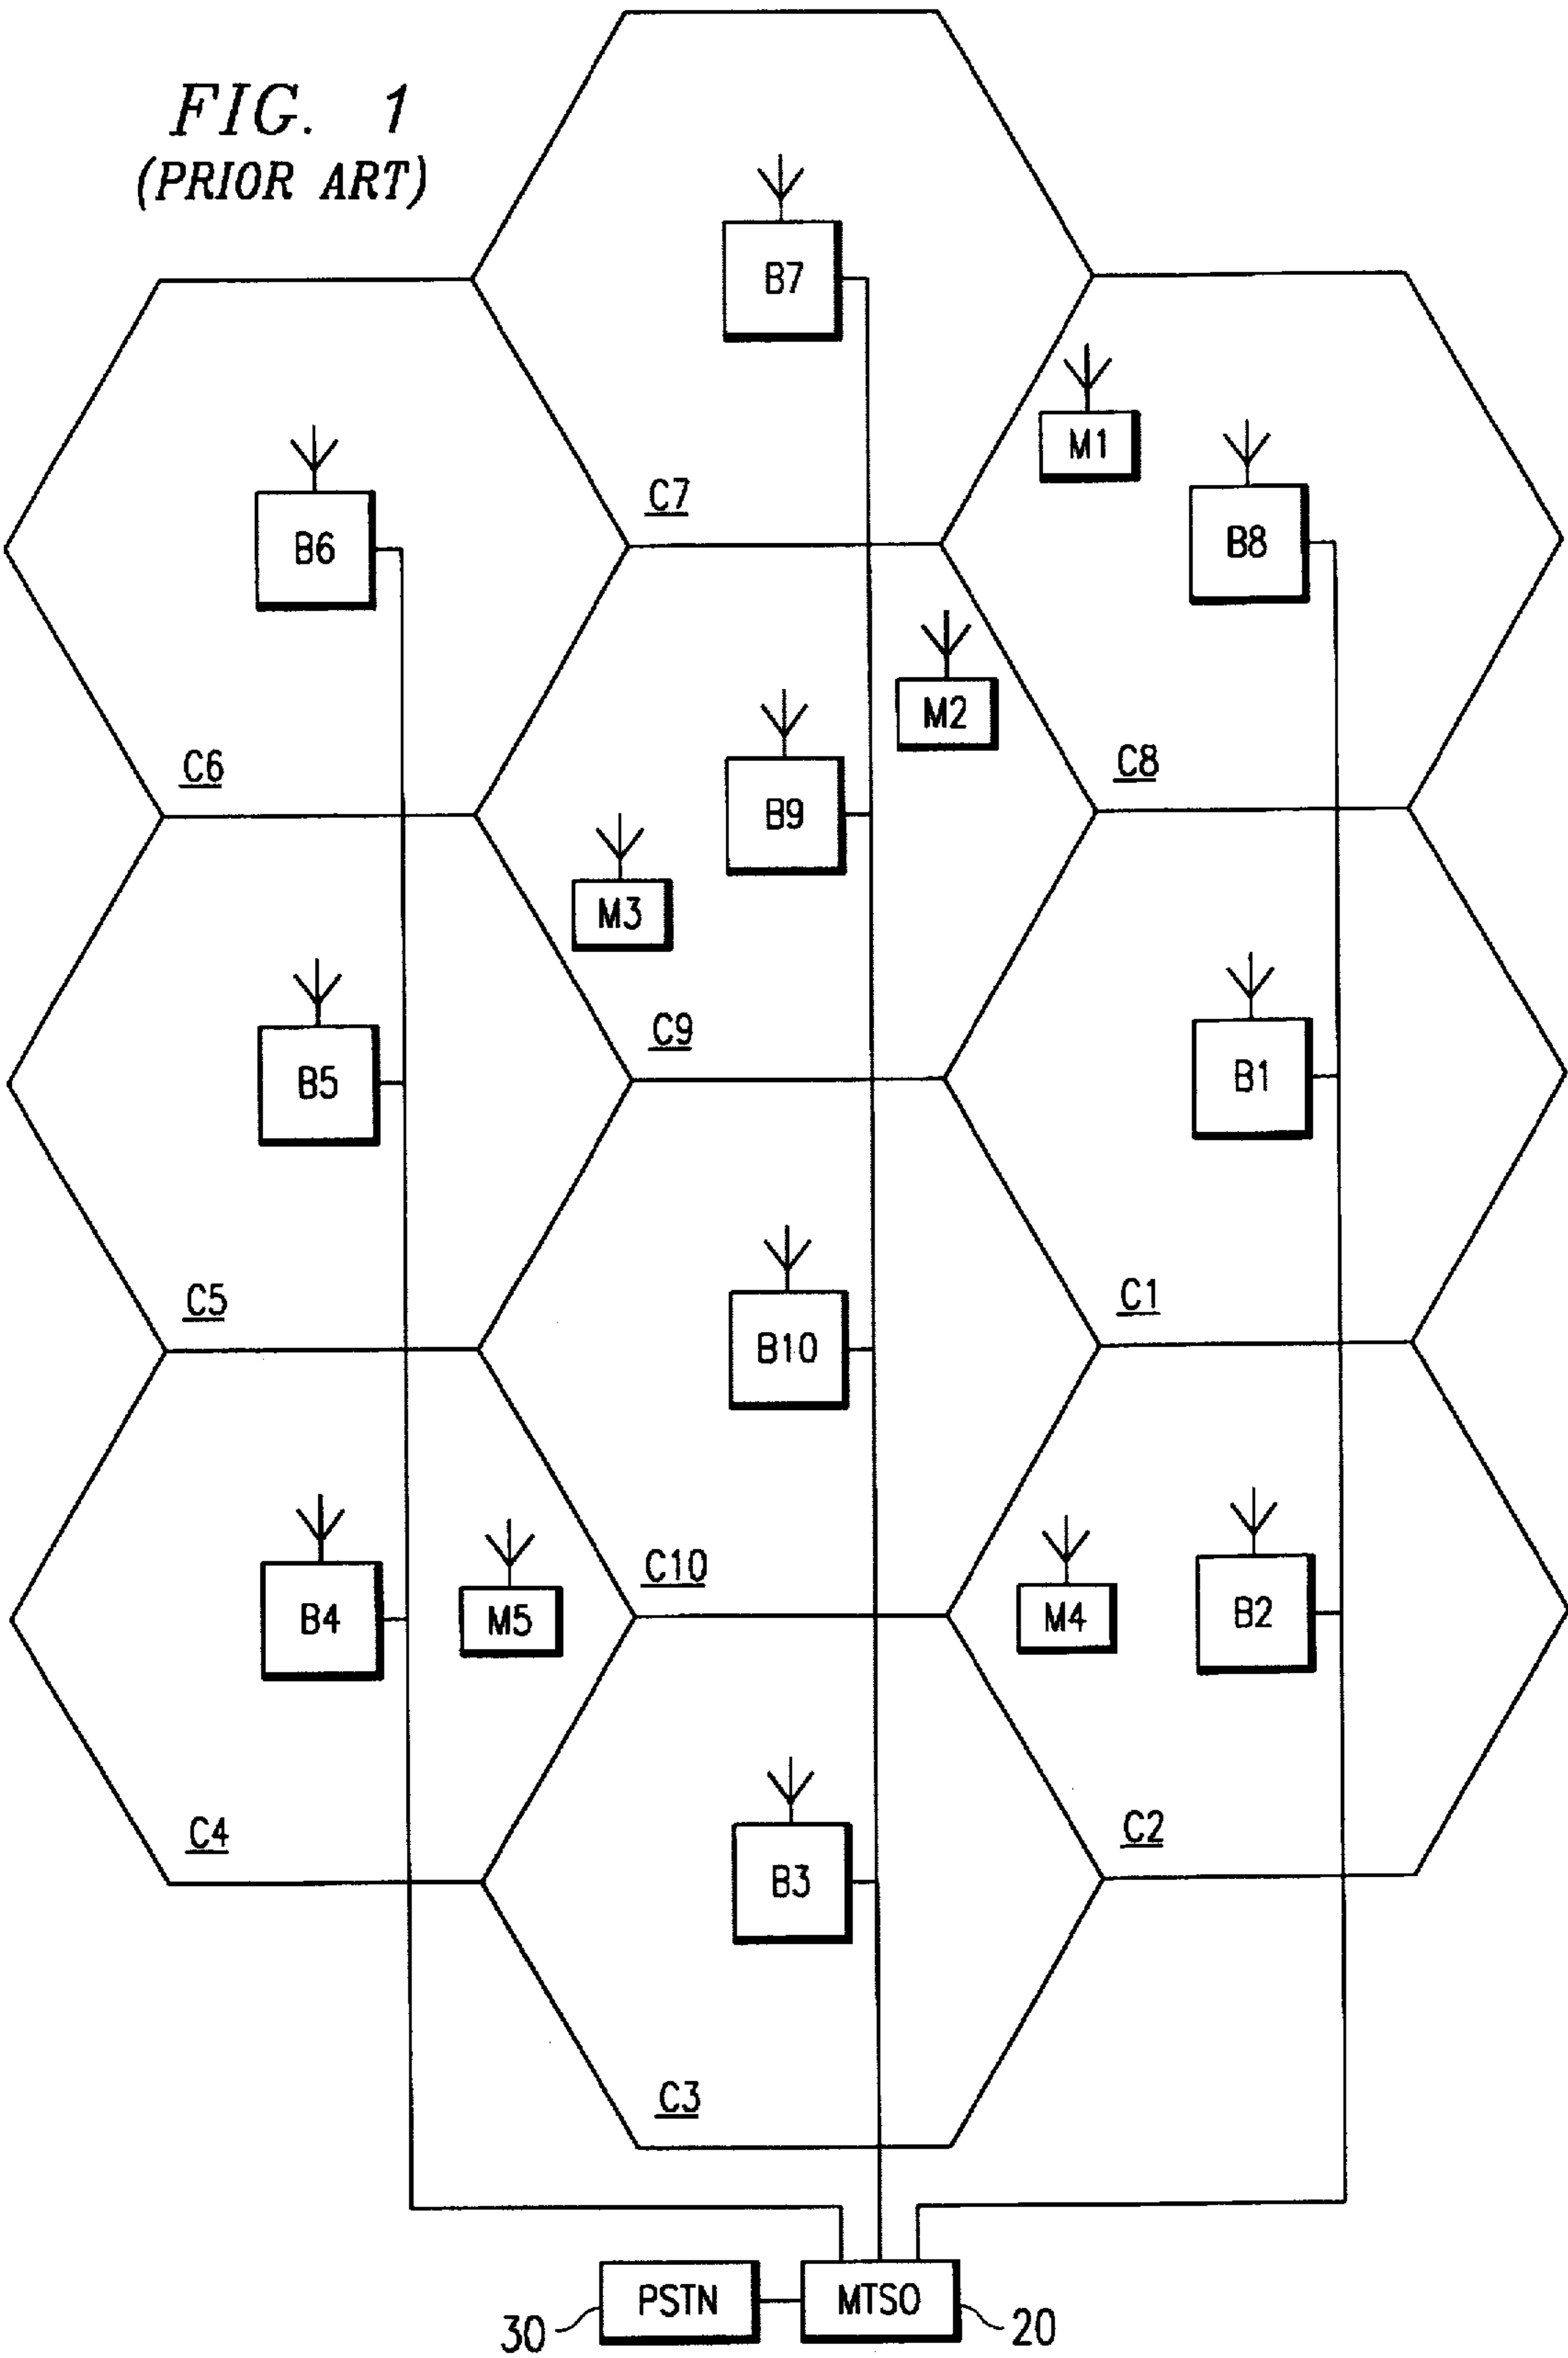 FIG. 1
(PRIOR ART)
B7
M1
B6
C7
B8
M2
C6
B9
C8
M3
C9
B5
B1
C5
C1
B10
C10
B4
M5
M4
B2
C4
C2
B3
C3
PSTN
MTSO
30
20